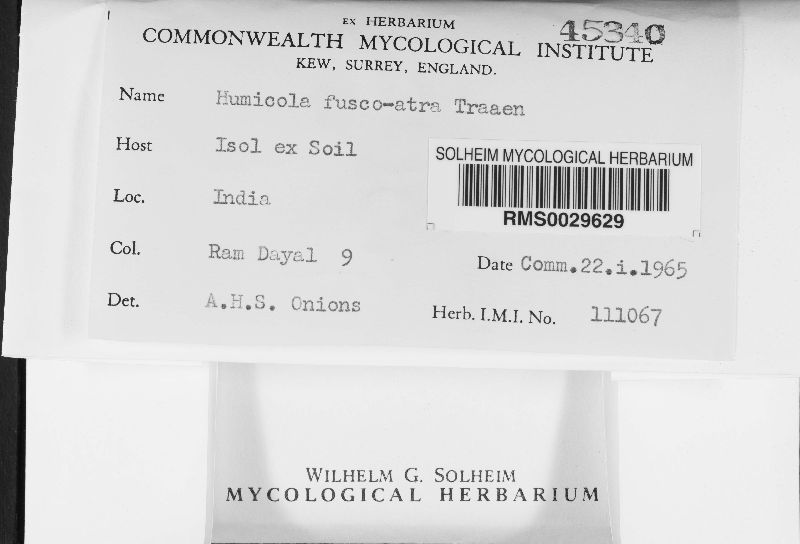 EX HERBARIUM
45340
COMMONWEALTH MYCOLOGICAL INSTITUTE
KEW, SURREY, ENGLAND.
Name Humicola fusco-atra Traaen
Host Isol ex Soil
SOLHEIM MYCOLOGICAL HERBARIUM
RMS0029629
Loc. India
Col. Ram Dayal 9
Date Comm.22.i.1965
Det. A.H.S. Onions
Herb. I.M.I. No. 111067
WILHELM G. SOLHEIM
MYCOLOGICAL HERBARIUM